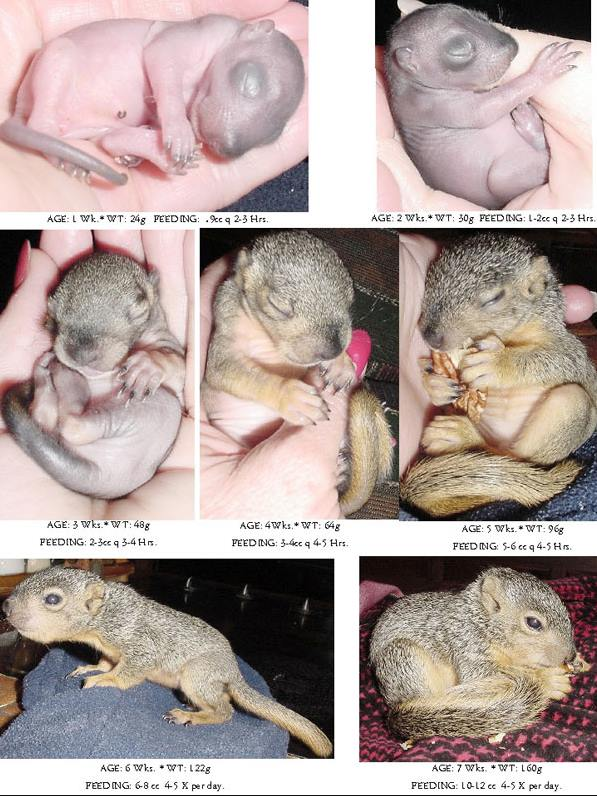 AGE: 1 Wk.* WT: 24g FEEDING: .9cc q 2-3 Hrs.
AGE: 2 Wks.* WT: 30g FEEDING: 1-2cc q 2-3 Hrs.
AGE: 3 Wks.* WT: 48g
FEEDING: 2-3cc q 3-4 Hrs.
AGE: 4Wks.* WT: 64g
FEEDING: 3-4cc q 4-5 Hrs.
AGE: 5 Wks.* WT: 96g
FEEDING: 5-6 cc q 4-5 Hrs.
AGE: 6 Wks. * WT: 122g
FEEDING: 6-8 cc 4-5 X per day.
AGE: 7 Wks. * WT: 160g
FEEDING: 10-12 cc 4-5 X per day.